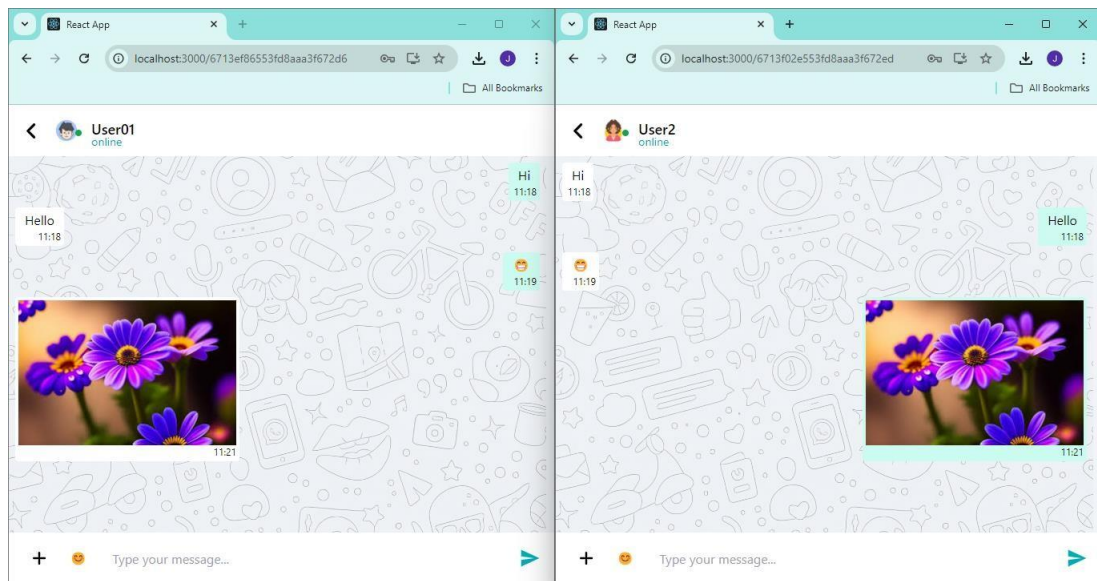 React App
localhost:3000/6713ef86553fd8aaa3f672d6
J
All Bookmarks
User01
online
Hi
11:18
Hello
11:18
11:19
11:21
Type your message...
React App
localhost:3000/6713f02e553fd8aaa3f672ed
J
All Bookmarks
User2
online
Hi
11:18
Hello
11:18
11:19
11:21
Type your message...